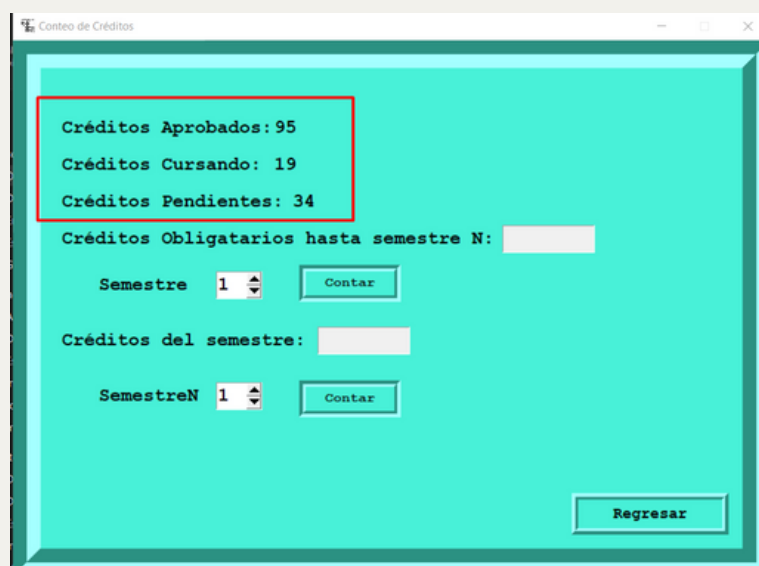 Conteo de Créditos
Créditos Aprobados: 95
Créditos Cursando: 19
Créditos Pendientes: 34
Créditos Obligatarios hasta semestre N:
Semestre 1 Contar
Créditos del semestre:
SemestreN 1 Contar
Regresar